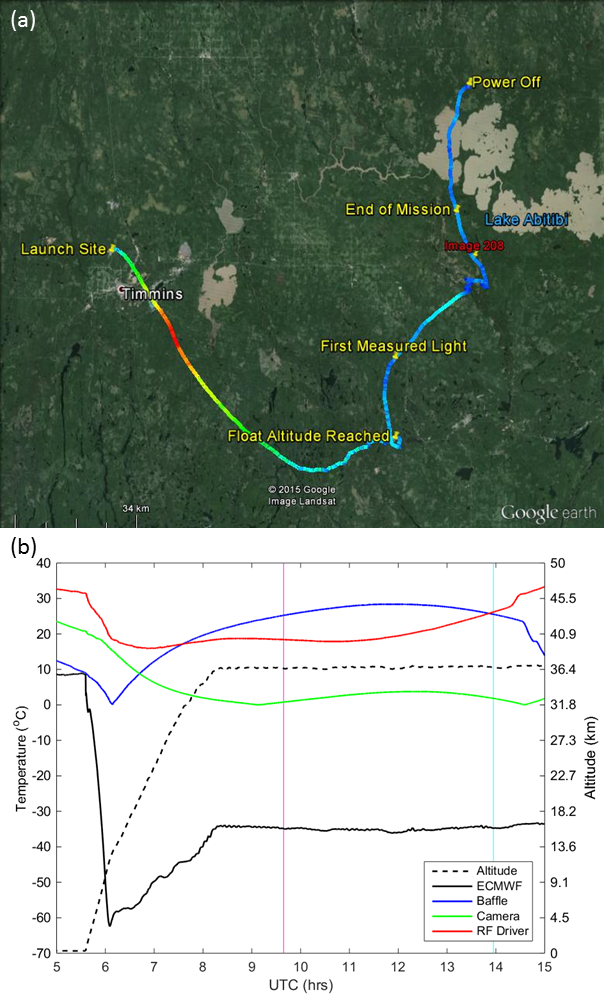 (a)
Power Off
End of Mission
Lake Abitibi
Image 208
Launch Site
Timmins
First Measured Light
Float Altitude Reached
© 2015 Google
Image Landsat
34 km
Google earth
(b)
40
30
20
10
0
-10
-20
-30
-40
-50
-60
-70
Temperature (°C)
50
45.5
40.9
36.4
31.8
27.3
22.7
18.2
13.6
9.1
4.5
0
Altitude (km)
Altitude
ECMWF
Baffle
Camera
RF Driver
5 6 7 8 9 10 11 12 13 14 15
UTC (hrs)